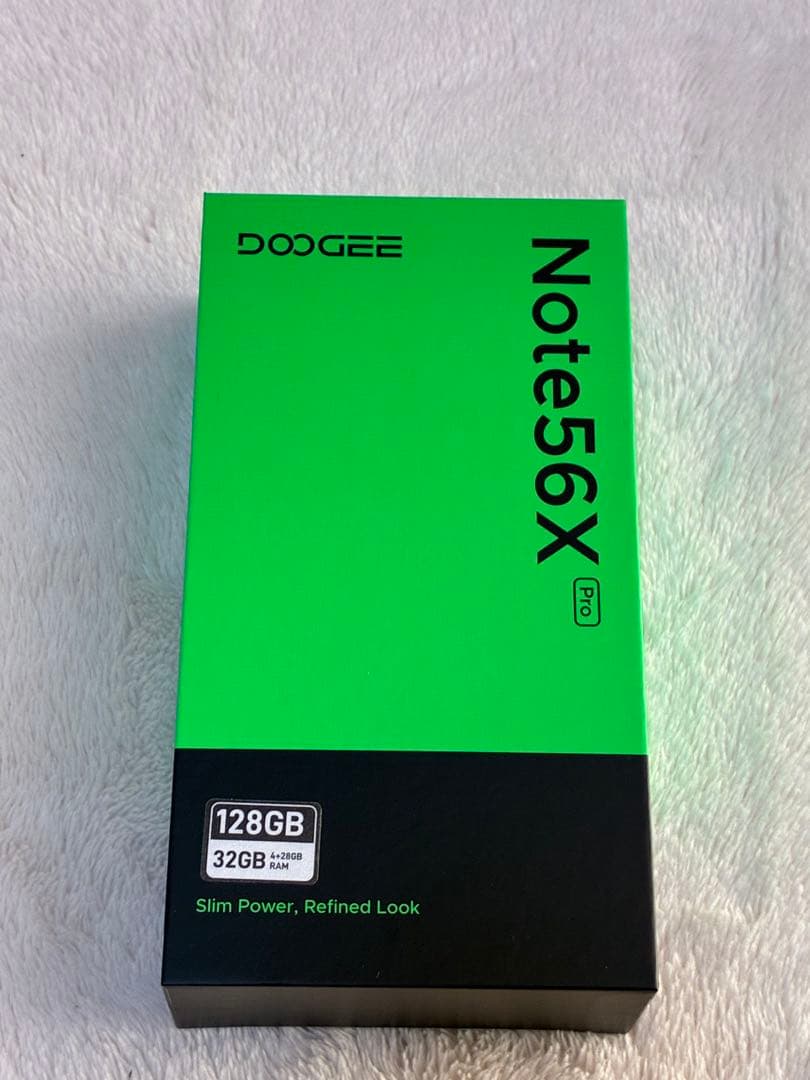 DOOGEE
Note56X Pro
128GB
32GB 4+28GB RAM
Slim Power, Refined Look